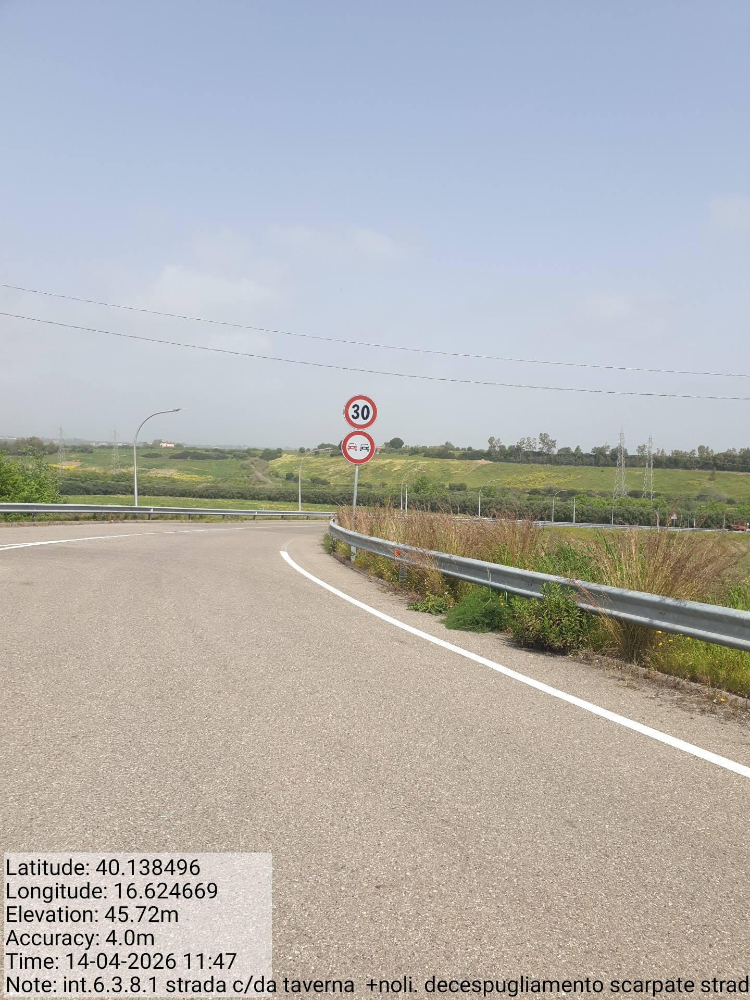 30
Latitude: 40.138496
Longitude: 16.624669
Elevation: 45.72m
Accuracy: 4.0m
Time: 14-04-2026 11:47
Note: int.6.3.8.1 strada c/da taverna +noli. decespugliamento scarpate strad